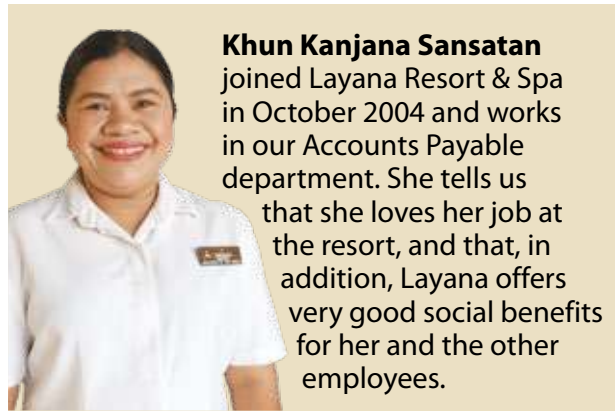 Khun Kanjana Sansatan
joined Layana Resort & Spa
in October 2004 and works
in our Accounts Payable
department. She tells us
that she loves her job at
the resort, and that, in
addition, Layana offers
very good social benefits
for her and the other
employees.